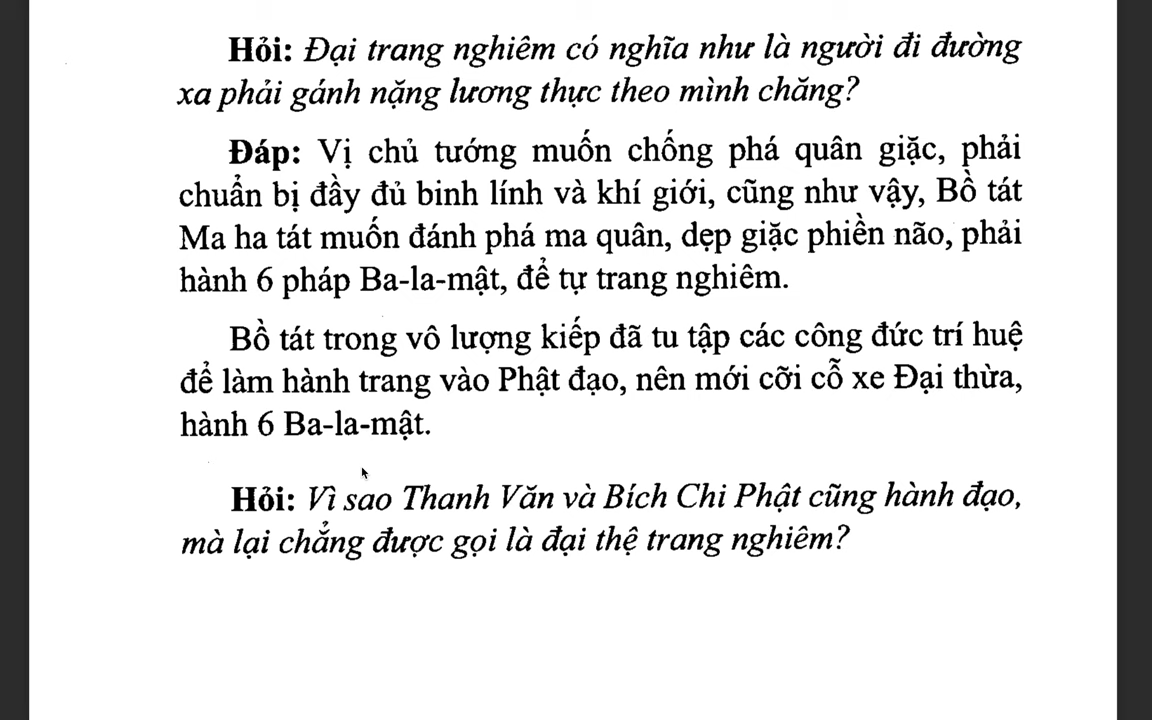 Hỏi: Đại trang nghiêm có nghĩa như là người đi đường
xa phải gánh nặng lương thực theo mình chăng?
Đáp: Vị chủ tướng muốn chống phá quân giặc, phải
chuẩn bị đầy đủ binh lính và khí giới, cũng như vậy, Bồ tát
Ma ha tát muốn đánh phá ma quân, dẹp giặc phiền não, phải
hành 6 pháp Ba-la-mật, để tự trang nghiêm.
Bồ tát trong vô lượng kiếp đã tu tập các công đức trí huệ
để làm hành trang vào Phật đạo, nên mới cỡi cỗ xe Đại thừa,
hành 6 Ba-la-mật.
Hỏi: Vì sao Thanh Văn và Bích Chi Phật cũng hành đạo,
mà lại chẳng được gọi là đại thệ trang nghiêm?